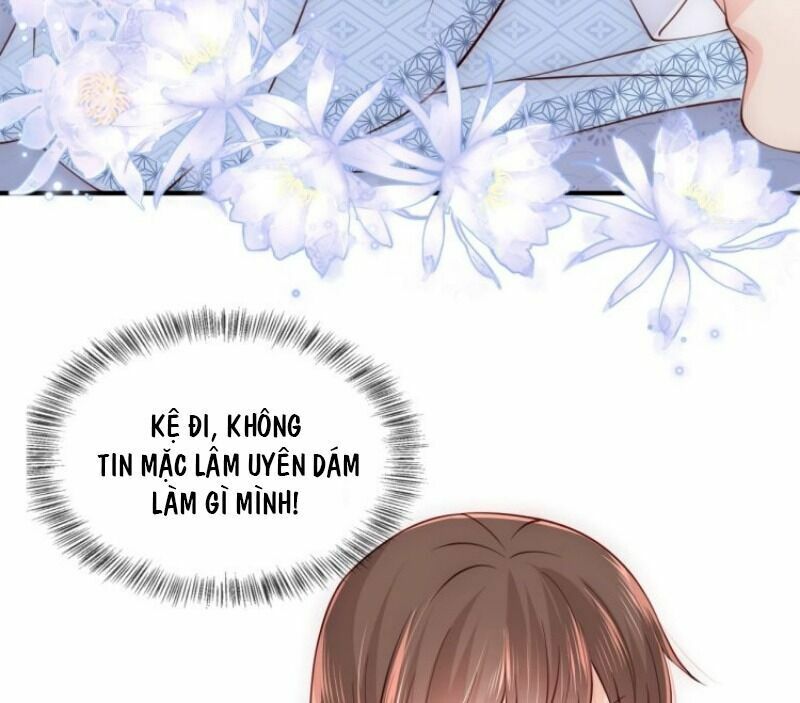 KỆ ĐI, KHÔNG
TIN MẶC LÂM UYÊN DÁM
LÀM GÌ MÌNH!